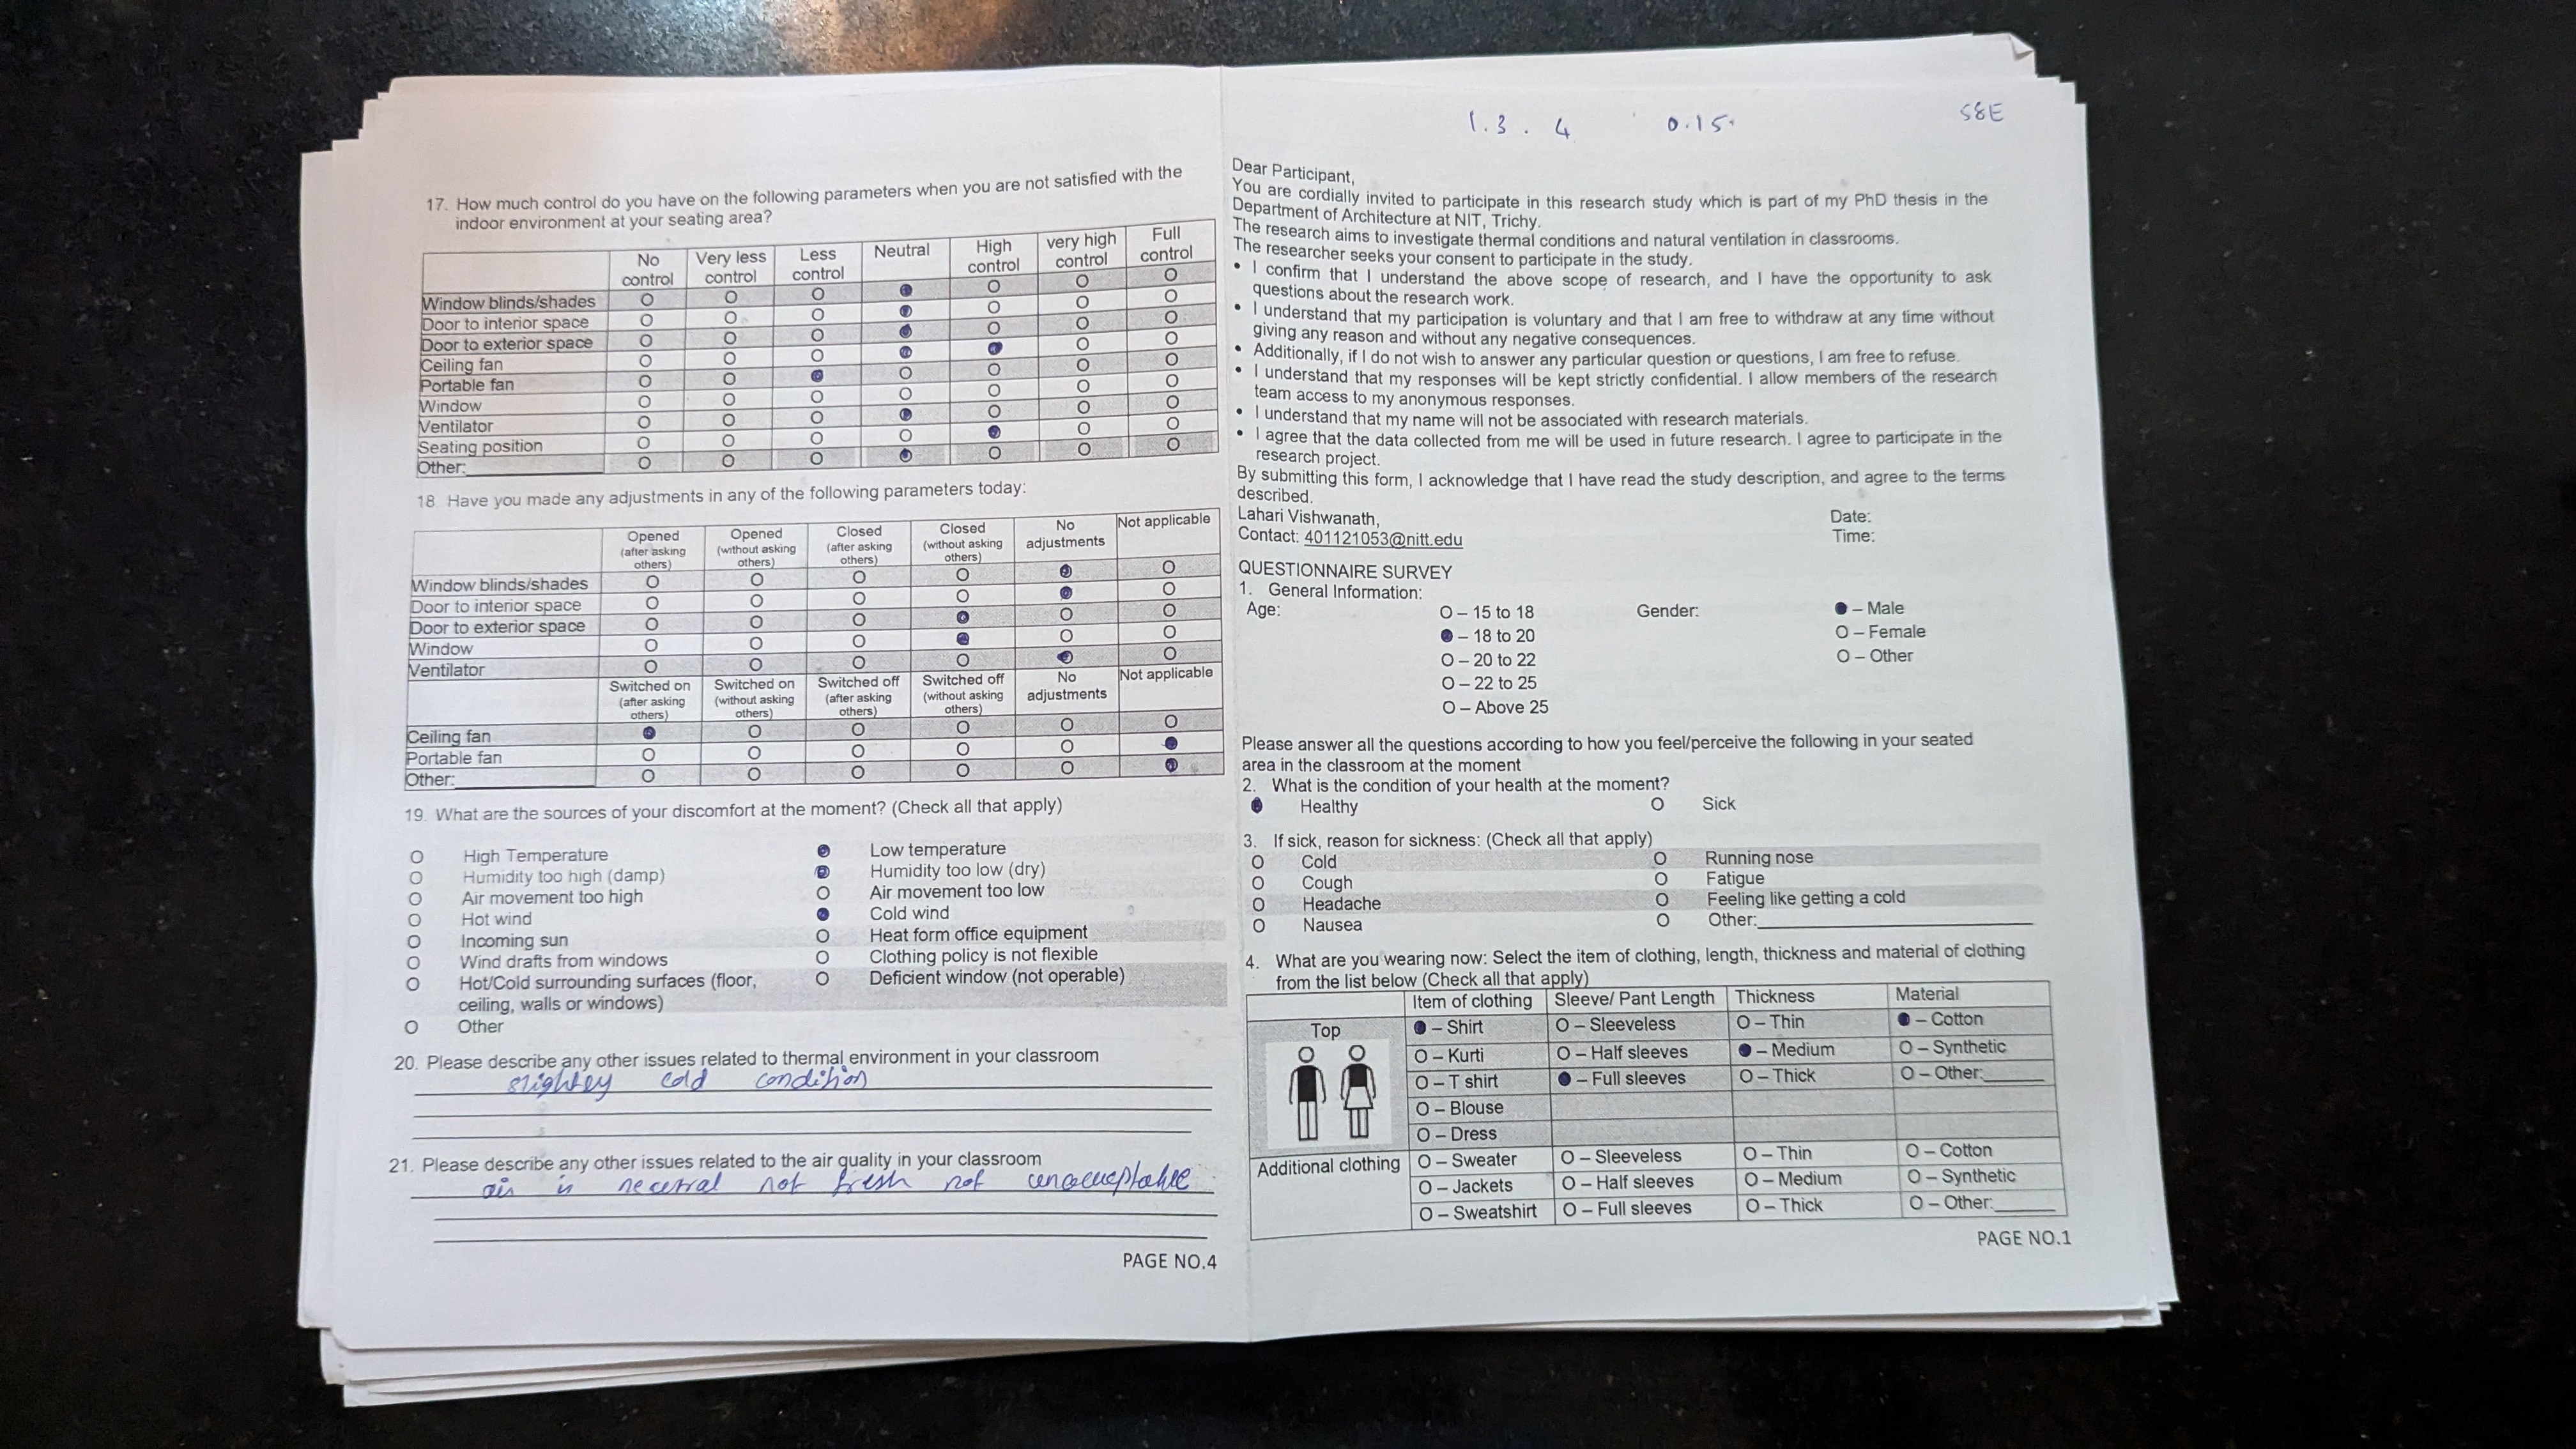 17. How much control do you have on the following parameters when you are not satisfied with the
indoor environment at your seating area?
No control Very less control Less control Neutral High control very high control Full control
Window blinds/shades O O O ● O O O
Door to interior space O O O ● O O O
Door to exterior space O O O ● O O O
Ceiling fan O O O ● ● O O
Portable fan O O ● O O O O
Window O O O O O O O
Ventilator O O O ● O O O
Seating position O O O O ● O O
Other: O O O ● O O O
18 Have you made any adjustments in any of the following parameters today:
Opened (after asking others) Opened (without asking others) Closed (after asking others) Closed (without asking others) No adjustments Not applicable
Window blinds/shades O O O O ● O
Door to interior space O O O O ● O
Door to exterior space O O O ● O O
Window O O O ● O O
Ventilator O O O O ● O
Switched on (after asking others) Switched on (without asking others) Switched off (after asking others) Switched off (without asking others) No adjustments Not applicable
Ceiling fan ● O O O O O
Portable fan O O O O O ●
Other: O O O O O ●
19. What are the sources of your discomfort at the moment? (Check all that apply)
O High Temperature ● Low temperature
O Humidity too high (damp) ● Humidity too low (dry)
O Air movement too high O Air movement too low
O Hot wind ● Cold wind
O Incoming sun O Heat form office equipment
O Wind drafts from windows O Clothing policy is not flexible
O Hot/Cold surrounding surfaces (floor, O Deficient window (not operable)
ceiling, walls or windows)
O Other
20. Please describe any other issues related to thermal environment in your classroom
slightly cold condition
21. Please describe any other issues related to the air quality in your classroom
air is neutral not fresh not unacceptable
PAGE NO.4
1.3.4 0.15. S8E
Dear Participant,
You are cordially invited to participate in this research study which is part of my PhD thesis in the
Department of Architecture at NIT, Trichy.
The research aims to investigate thermal conditions and natural ventilation in classrooms.
The researcher seeks your consent to participate in the study.
• I confirm that I understand the above scope of research, and I have the opportunity to ask
questions about the research work.
• I understand that my participation is voluntary and that I am free to withdraw at any time without
giving any reason and without any negative consequences.
• Additionally, if I do not wish to answer any particular question or questions, I am free to refuse.
• I understand that my responses will be kept strictly confidential. I allow members of the research
team access to my anonymous responses.
• I understand that my name will not be associated with research materials.
• I agree that the data collected from me will be used in future research. I agree to participate in the
research project.
By submitting this form, I acknowledge that I have read the study description, and agree to the terms
described.
Lahari Vishwanath, Date:
Contact: 401121053@nitt.edu Time:
QUESTIONNAIRE SURVEY
1. General Information:
Age: O – 15 to 18 Gender: ● – Male
● – 18 to 20 O – Female
O – 20 to 22 O – Other
O – 22 to 25
O – Above 25
Please answer all the questions according to how you feel/perceive the following in your seated
area in the classroom at the moment
2. What is the condition of your health at the moment?
● Healthy O Sick
3. If sick, reason for sickness: (Check all that apply)
O Cold O Running nose
O Cough O Fatigue
O Headache O Feeling like getting a cold
O Nausea O Other:
4. What are you wearing now: Select the item of clothing, length, thickness and material of clothing
from the list below (Check all that apply)
Item of clothing Sleeve/ Pant Length Thickness Material
Top ● – Shirt O – Sleeveless O – Thin ● – Cotton
O – Kurti O – Half sleeves ● – Medium O – Synthetic
O – T shirt ● – Full sleeves O – Thick O – Other:
O – Blouse
O – Dress
Additional clothing O – Sweater O – Sleeveless O – Thin O – Cotton
O – Jackets O – Half sleeves O – Medium O – Synthetic
O – Sweatshirt O – Full sleeves O – Thick O – Other:
PAGE NO.1